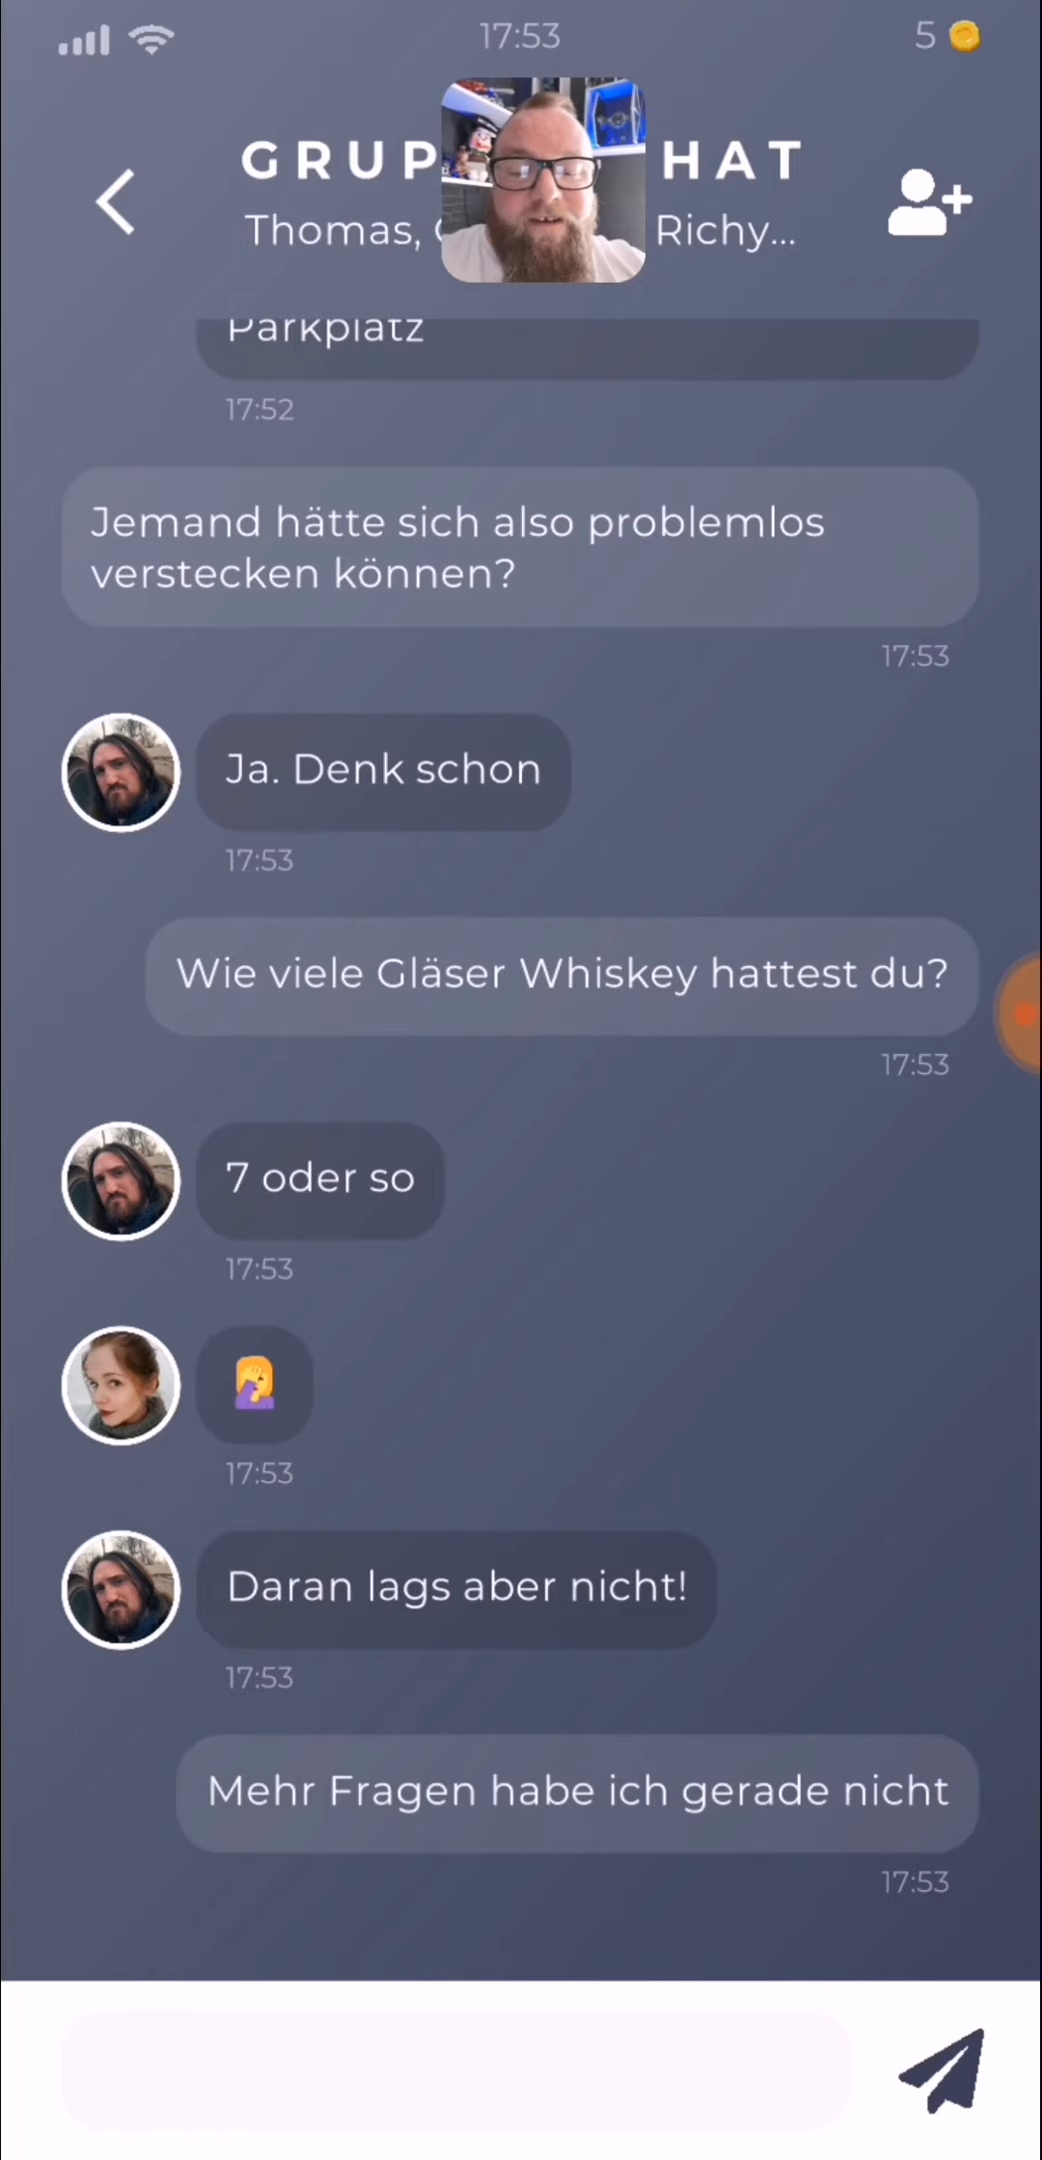 17:53
5
GRUP HAT
Thomas, Richy...
Parkplatz
17:52
Jemand hätte sich also problemlos
verstecken können?
17:53
Ja. Denk schon
17:53
Wie viele Gläser Whiskey hattest du?
17:53
7 oder so
17:53
17:53
Daran lags aber nicht!
17:53
Mehr Fragen habe ich gerade nicht
17:53